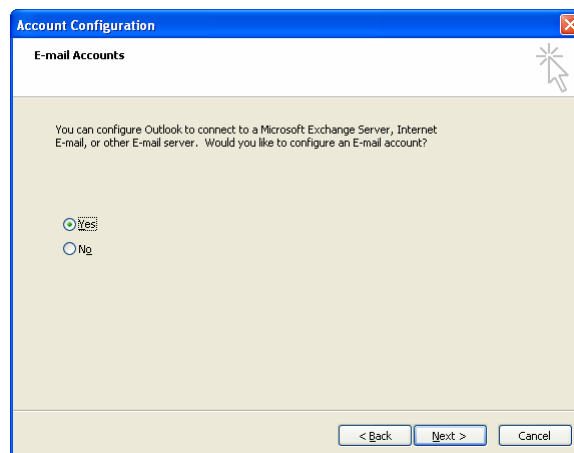 Account Configuration
E-mail Accounts
You can configure Outlook to connect to a Microsoft Exchange Server, Internet
E-mail, or other E-mail server. Would you like to configure an E-mail account?
Yes
No
< Back Next > Cancel